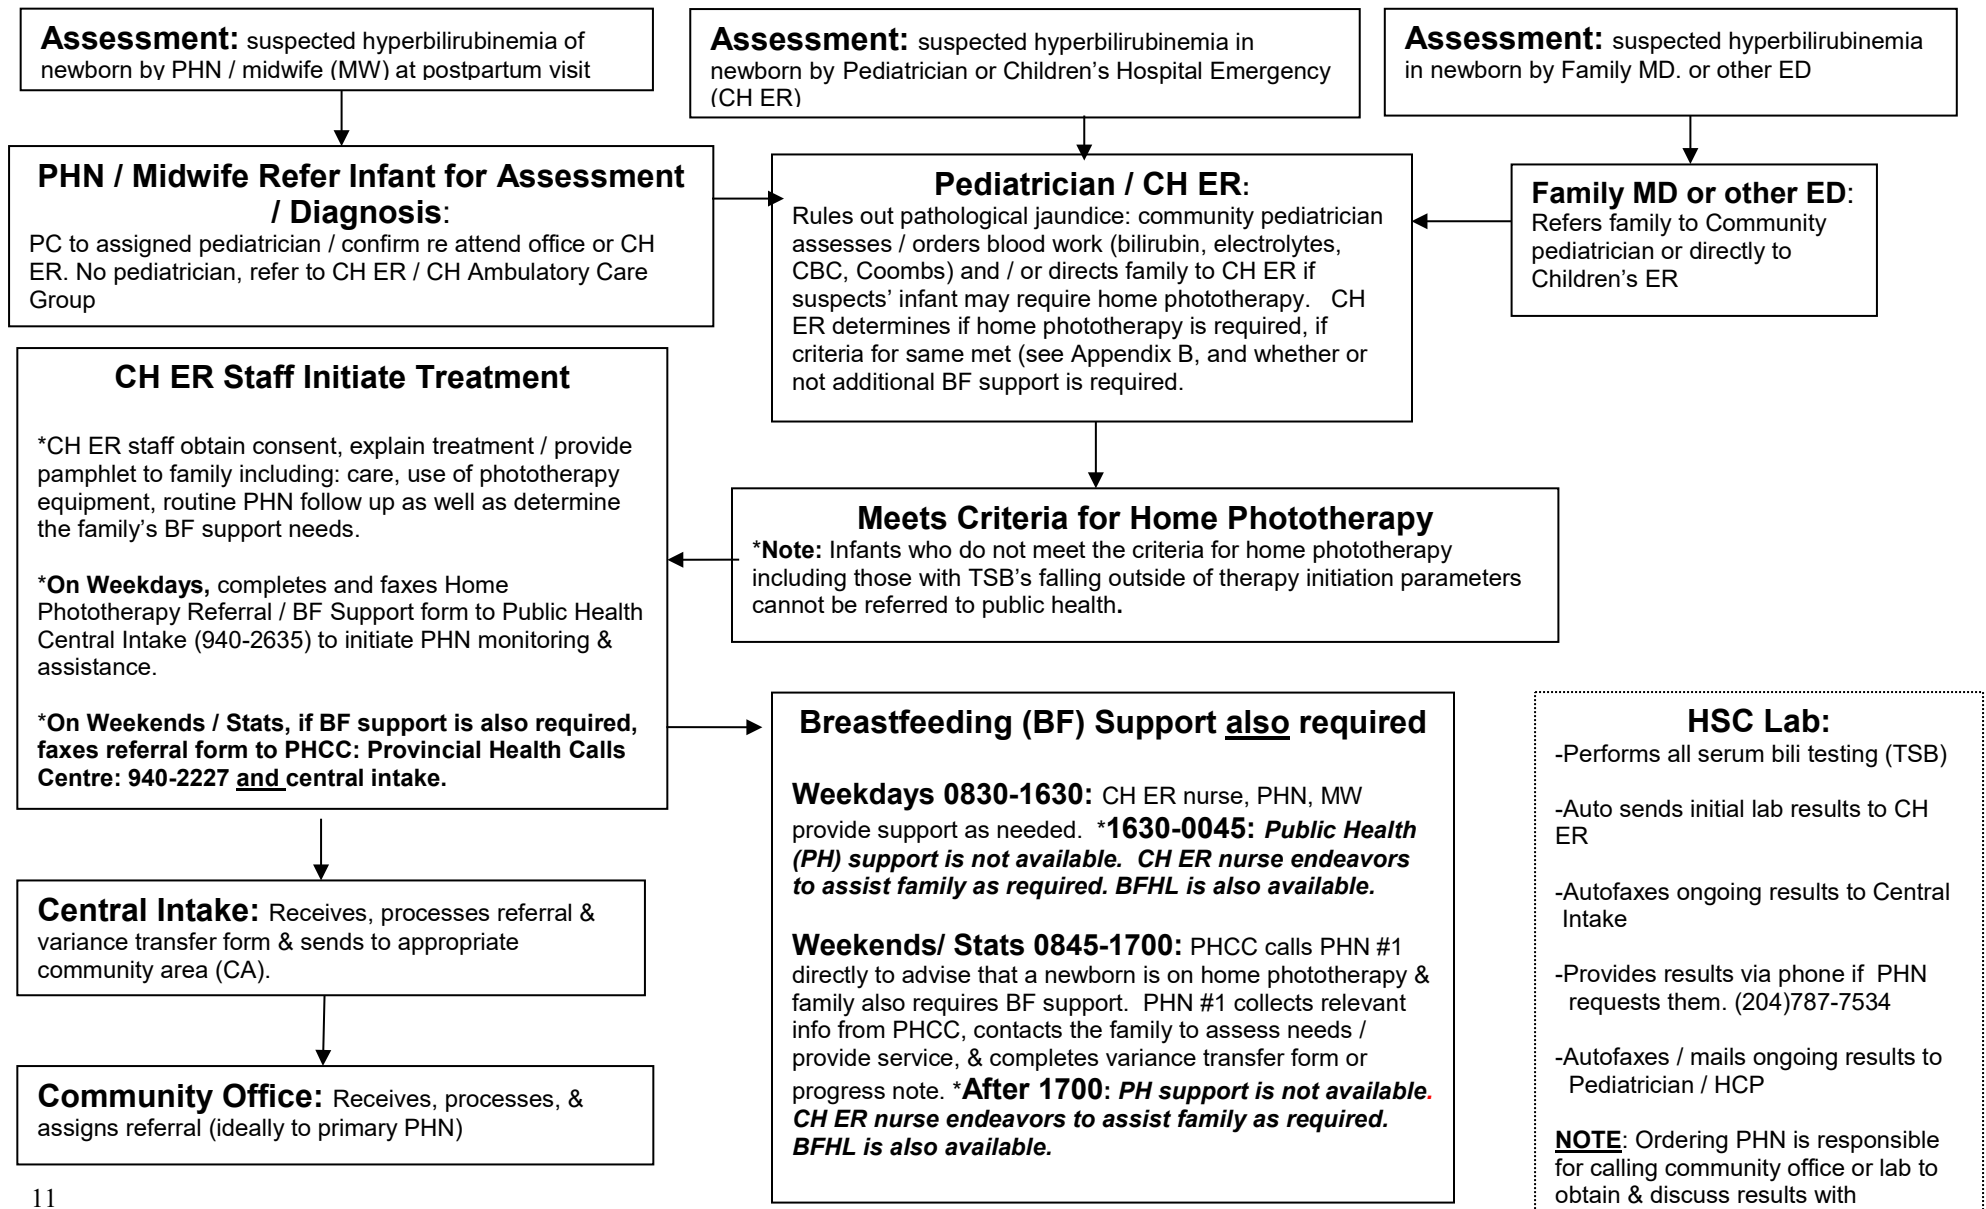 Assessment: suspected hyperbilirubinemia of
newborn by PHN / midwife (MW) at postpartum visit
Assessment: suspected hyperbilirubinemia in
newborn by Pediatrician or Children's Hospital Emergency
(CH ER)
Assessment: suspected hyperbilirubinemia
in newborn by Family MD. or other ED
PHN / Midwife Refer Infant for Assessment
/ Diagnosis:
PC to assigned pediatrician / confirm re attend office or CH
ER. No pediatrician, refer to CH ER / CH Ambulatory Care
Group
Pediatrician / CH ER:
Rules out pathological jaundice: community pediatrician
assesses / orders blood work (bilirubin, electrolytes,
CBC, Coombs) and / or directs family to CH ER if
suspects' infant may require home phototherapy. CH
ER determines if home phototherapy is required, if
criteria for same met (see Appendix B, and whether or
not additional BF support is required.
Family MD or other ED:
Refers family to Community
pediatrician or directly to
Children's ER
CH ER Staff Initiate Treatment
*CH ER staff obtain consent, explain treatment / provide
pamphlet to family including: care, use of phototherapy
equipment, routine PHN follow up as well as determine
the family's BF support needs.
*On Weekdays, completes and faxes Home
Phototherapy Referral / BF Support form to Public Health
Central Intake (940-2635) to initiate PHN monitoring &
assistance.
*On Weekends / Stats, if BF support is also required,
faxes referral form to PHCC: Provincial Health Calls
Centre: 940-2227 and central intake.
Meets Criteria for Home Phototherapy
*Note: Infants who do not meet the criteria for home phototherapy
including those with TSB's falling outside of therapy initiation parameters
cannot be referred to public health.
Breastfeeding (BF) Support also required
Weekdays 0830-1630: CH ER nurse, PHN, MW
provide support as needed. *1630-0045: Public Health
(PH) support is not available. CH ER nurse endeavors
to assist family as required. BFHL is also available.
Weekends/ Stats 0845-1700: PHCC calls PHN #1
directly to advise that a newborn is on home phototherapy &
family also requires BF support. PHN #1 collects relevant
info from PHCC, contacts the family to assess needs /
provide service, & completes variance transfer form or
progress note. *After 1700: PH support is not available.
CH ER nurse endeavors to assist family as required.
BFHL is also available.
HSC Lab:
-Performs all serum bili testing (TSB)
-Auto sends initial lab results to CH
ER
-Autofaxes ongoing results to Central
Intake
-Provides results via phone if PHN
requests them. (204)787-7534
-Autofaxes / mails ongoing results to
Pediatrician / HCP
NOTE: Ordering PHN is responsible
for calling community office or lab to
obtain & discuss results with
Central Intake: Receives, processes referral &
variance transfer form & sends to appropriate
community area (CA).
Community Office: Receives, processes, &
assigns referral (ideally to primary PHN)
11